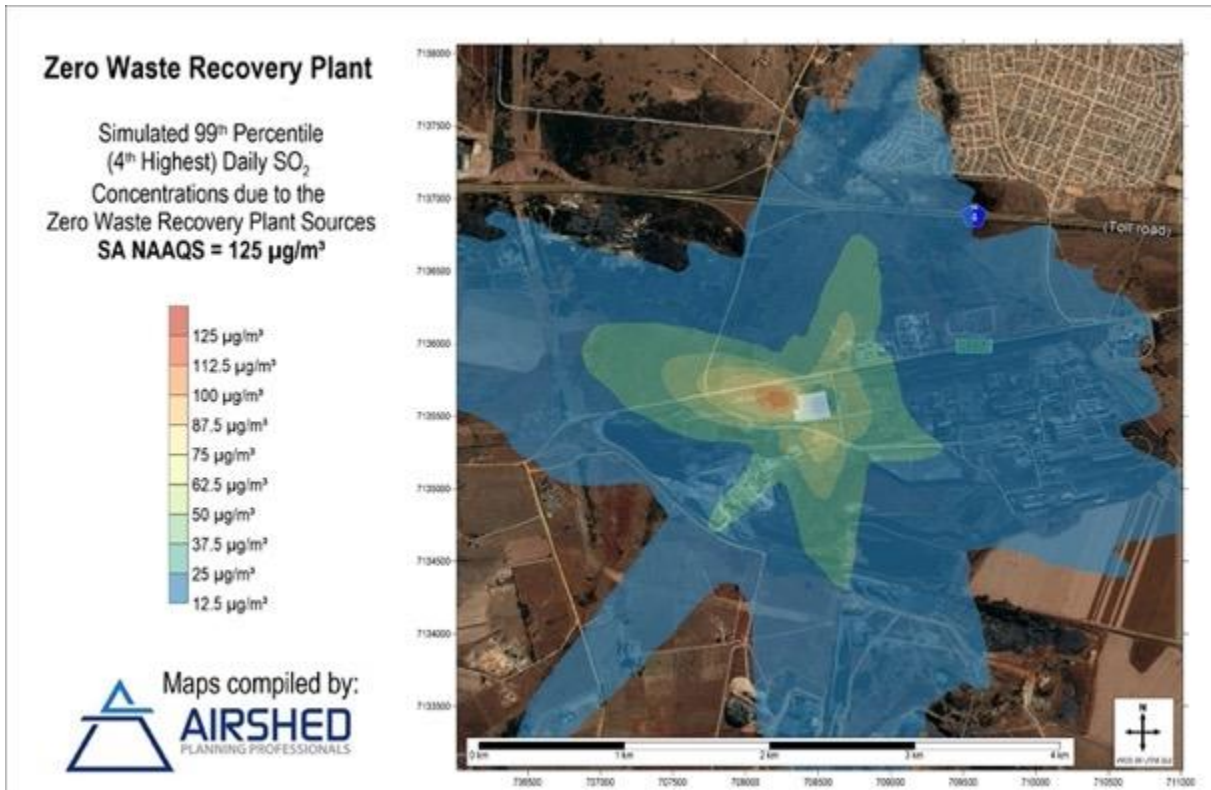 Zero Waste Recovery Plant
Simulated 99th Percentile
(4th Highest) Daily SO₂
Concentrations due to the
Zero Waste Recovery Plant Sources
SA NAAQS = 125 µg/m³
125 µg/m³
112.5 µg/m³
100 µg/m³
87.5 µg/m³
75 µg/m³
62.5 µg/m³
50 µg/m³
37.5 µg/m³
25 µg/m³
12.5 µg/m³
Maps compiled by:
AIRSHED
PLANNING PROFESSIONALS
7138000
7137500
7137000
7136500
7136000
7135500
7135000
7134500
7134000
7133500
(Toll road)
N
0 km
1 km
2 km
3 km
4 km
707000
707500
708000
708500
709500
710000
710500
711000